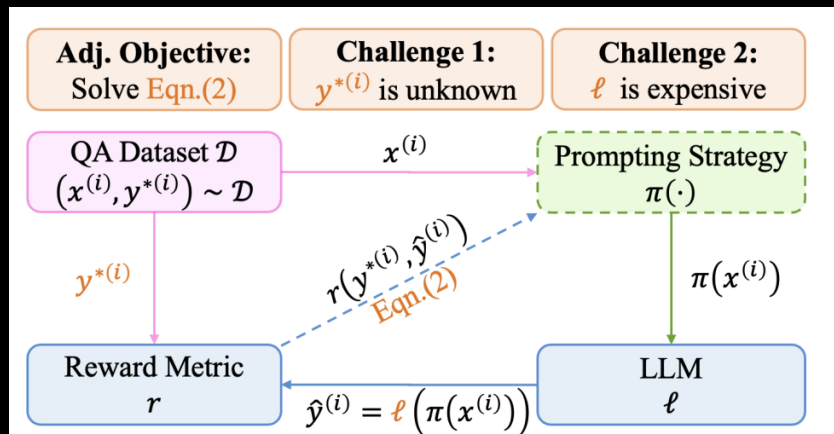 Adj. Objective:
Solve Eqn.(2)
Challenge 1:
y*⁽ⁱ⁾ is unknown
Challenge 2:
ℓ is expensive
QA Dataset 𝒟
(x⁽ⁱ⁾, y*⁽ⁱ⁾) ~ 𝒟
x⁽ⁱ⁾
Prompting Strategy
π(·)
y*⁽ⁱ⁾
r(y*⁽ⁱ⁾, ŷ⁽ⁱ⁾)
Eqn.(2)
π(x⁽ⁱ⁾)
Reward Metric
r
ŷ⁽ⁱ⁾ = ℓ(π(x⁽ⁱ⁾))
LLM
ℓ